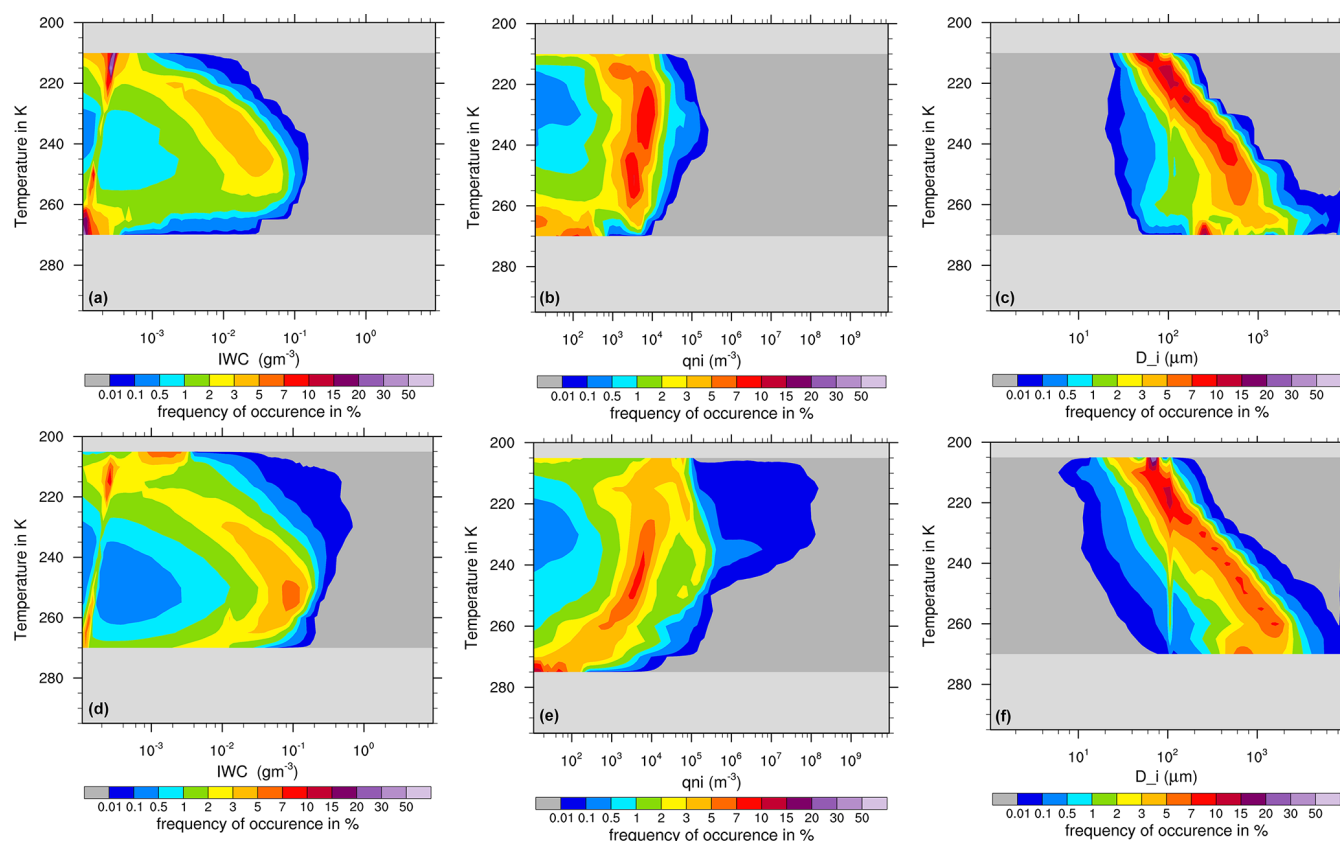 200
220
240
260
280
Temperature in K
(a)
10-3 10-2 10-1 100
IWC (gm-3)
0.01 0.1 0.5 1 2 3 5 7 10 15 20 30 50
frequency of occurence in %
200
220
240
260
280
Temperature in K
(b)
102 103 104 105 106 107 108 109
qni (m-3)
0.01 0.1 0.5 1 2 3 5 7 10 15 20 30 50
frequency of occurence in %
200
220
240
260
280
Temperature in K
(c)
101 102 103
D_i (μm)
0.01 0.1 0.5 1 2 3 5 7 10 15 20 30 50
frequency of occurence in %
200
220
240
260
280
Temperature in K
(d)
10-3 10-2 10-1 100
IWC (gm-3)
0.01 0.1 0.5 1 2 3 5 7 10 15 20 30 50
frequency of occurence in %
200
220
240
260
280
Temperature in K
(e)
102 103 104 105 106 107 108 109
qni (m-3)
0.01 0.1 0.5 1 2 3 5 7 10 15 20 30 50
frequency of occurence in %
200
220
240
260
280
Temperature in K
(f)
101 102 103
D_i (μm)
0.01 0.1 0.5 1 2 3 5 7 10 15 20 30 50
frequency of occurence in %